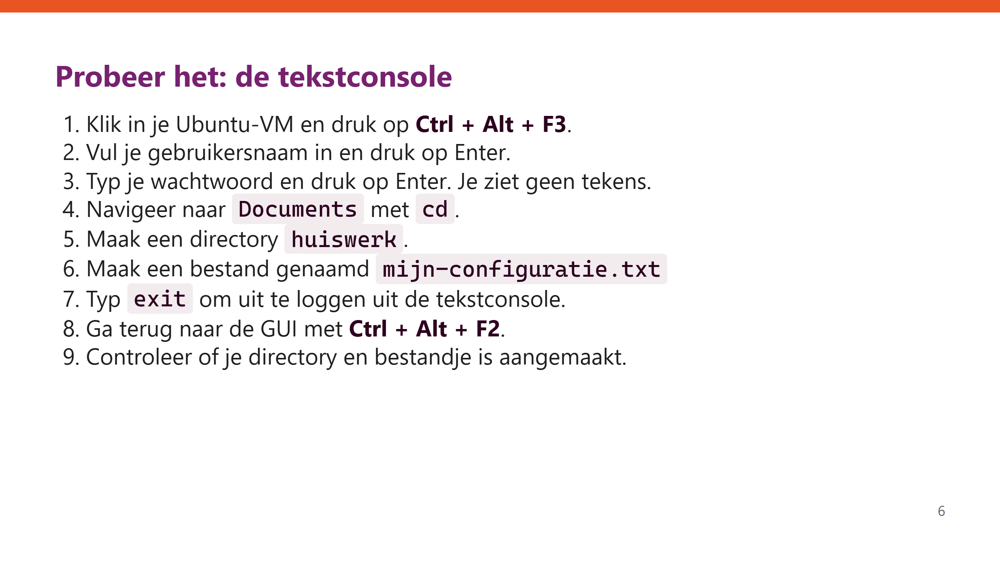 Probeer het: de tekstconsole
1. Klik in je Ubuntu-VM en druk op Ctrl + Alt + F3.
2. Vul je gebruikersnaam in en druk op Enter.
3. Typ je wachtwoord en druk op Enter. Je ziet geen tekens.
4. Navigeer naar Documents met cd.
5. Maak een directory huiswerk.
6. Maak een bestand genaamd mijn-configuratie.txt
7. Typ exit om uit te loggen uit de tekstconsole.
8. Ga terug naar de GUI met Ctrl + Alt + F2.
9. Controleer of je directory en bestandje is aangemaakt.
6